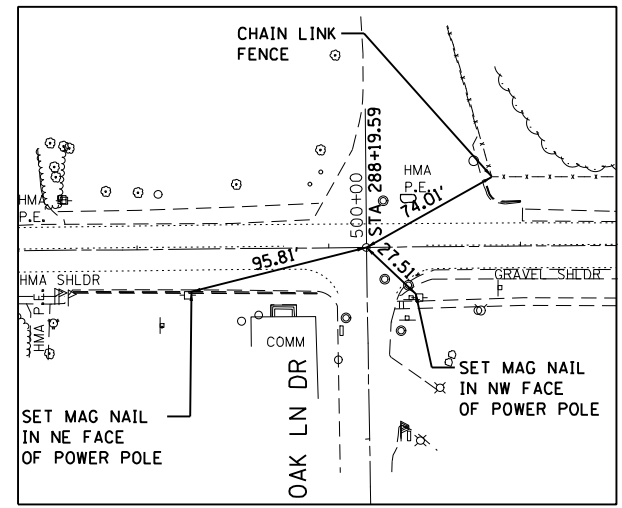 CHAIN LINK
FENCE
STA 288+19.59
500+00
HMA
P.E.
74.01'
HMA
P.E.
95.81'
27.51'
HMA SHLDR
GRAVEL SHLDR
HMA P.E.
COMM
OAK LN DR
SET MAG NAIL
IN NW FACE
OF POWER POLE
SET MAG NAIL
IN NE FACE
OF POWER POLE